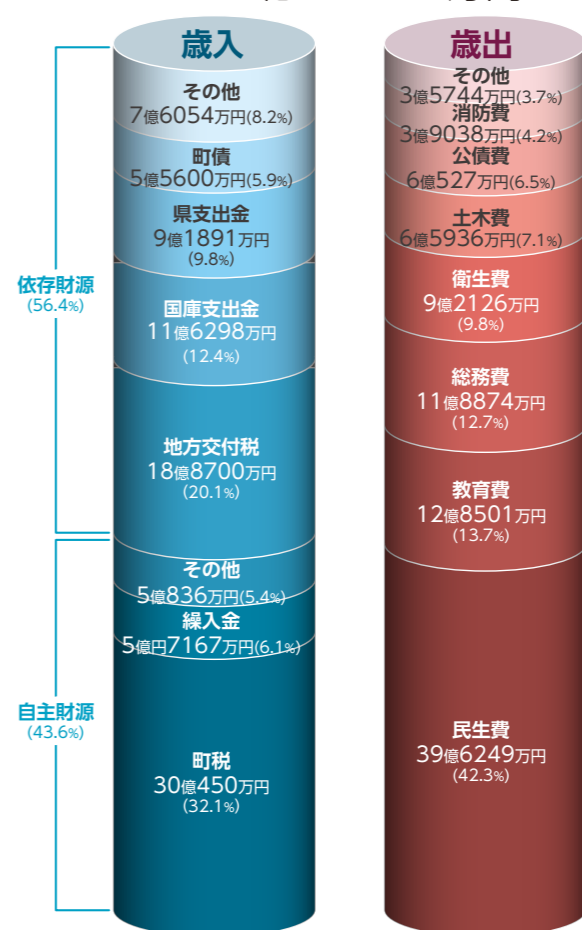 歳入
その他
7億6054万円(8.2%)
町債
5億5600万円(5.9%)
県支出金
9億1891万円
(9.8%)
国庫支出金
11億6298万円
(12.4%)
地方交付税
18億8700万円
(20.1%)
その他
5億836万円(5.4%)
繰入金
5億円7167万円(6.1%)
町税
30億450万円
(32.1%)
依存財源
(56.4%)
自主財源
(43.6%)
歳出
その他
3億5744万円(3.7%)
消防費
3億9038万円(4.2%)
公債費
6億527万円(6.5%)
土木費
6億5936万円(7.1%)
衛生費
9億2126万円
(9.8%)
総務費
11億8874万円
(12.7%)
教育費
12億8501万円
(13.7%)
民生費
39億6249万円
(42.3%)